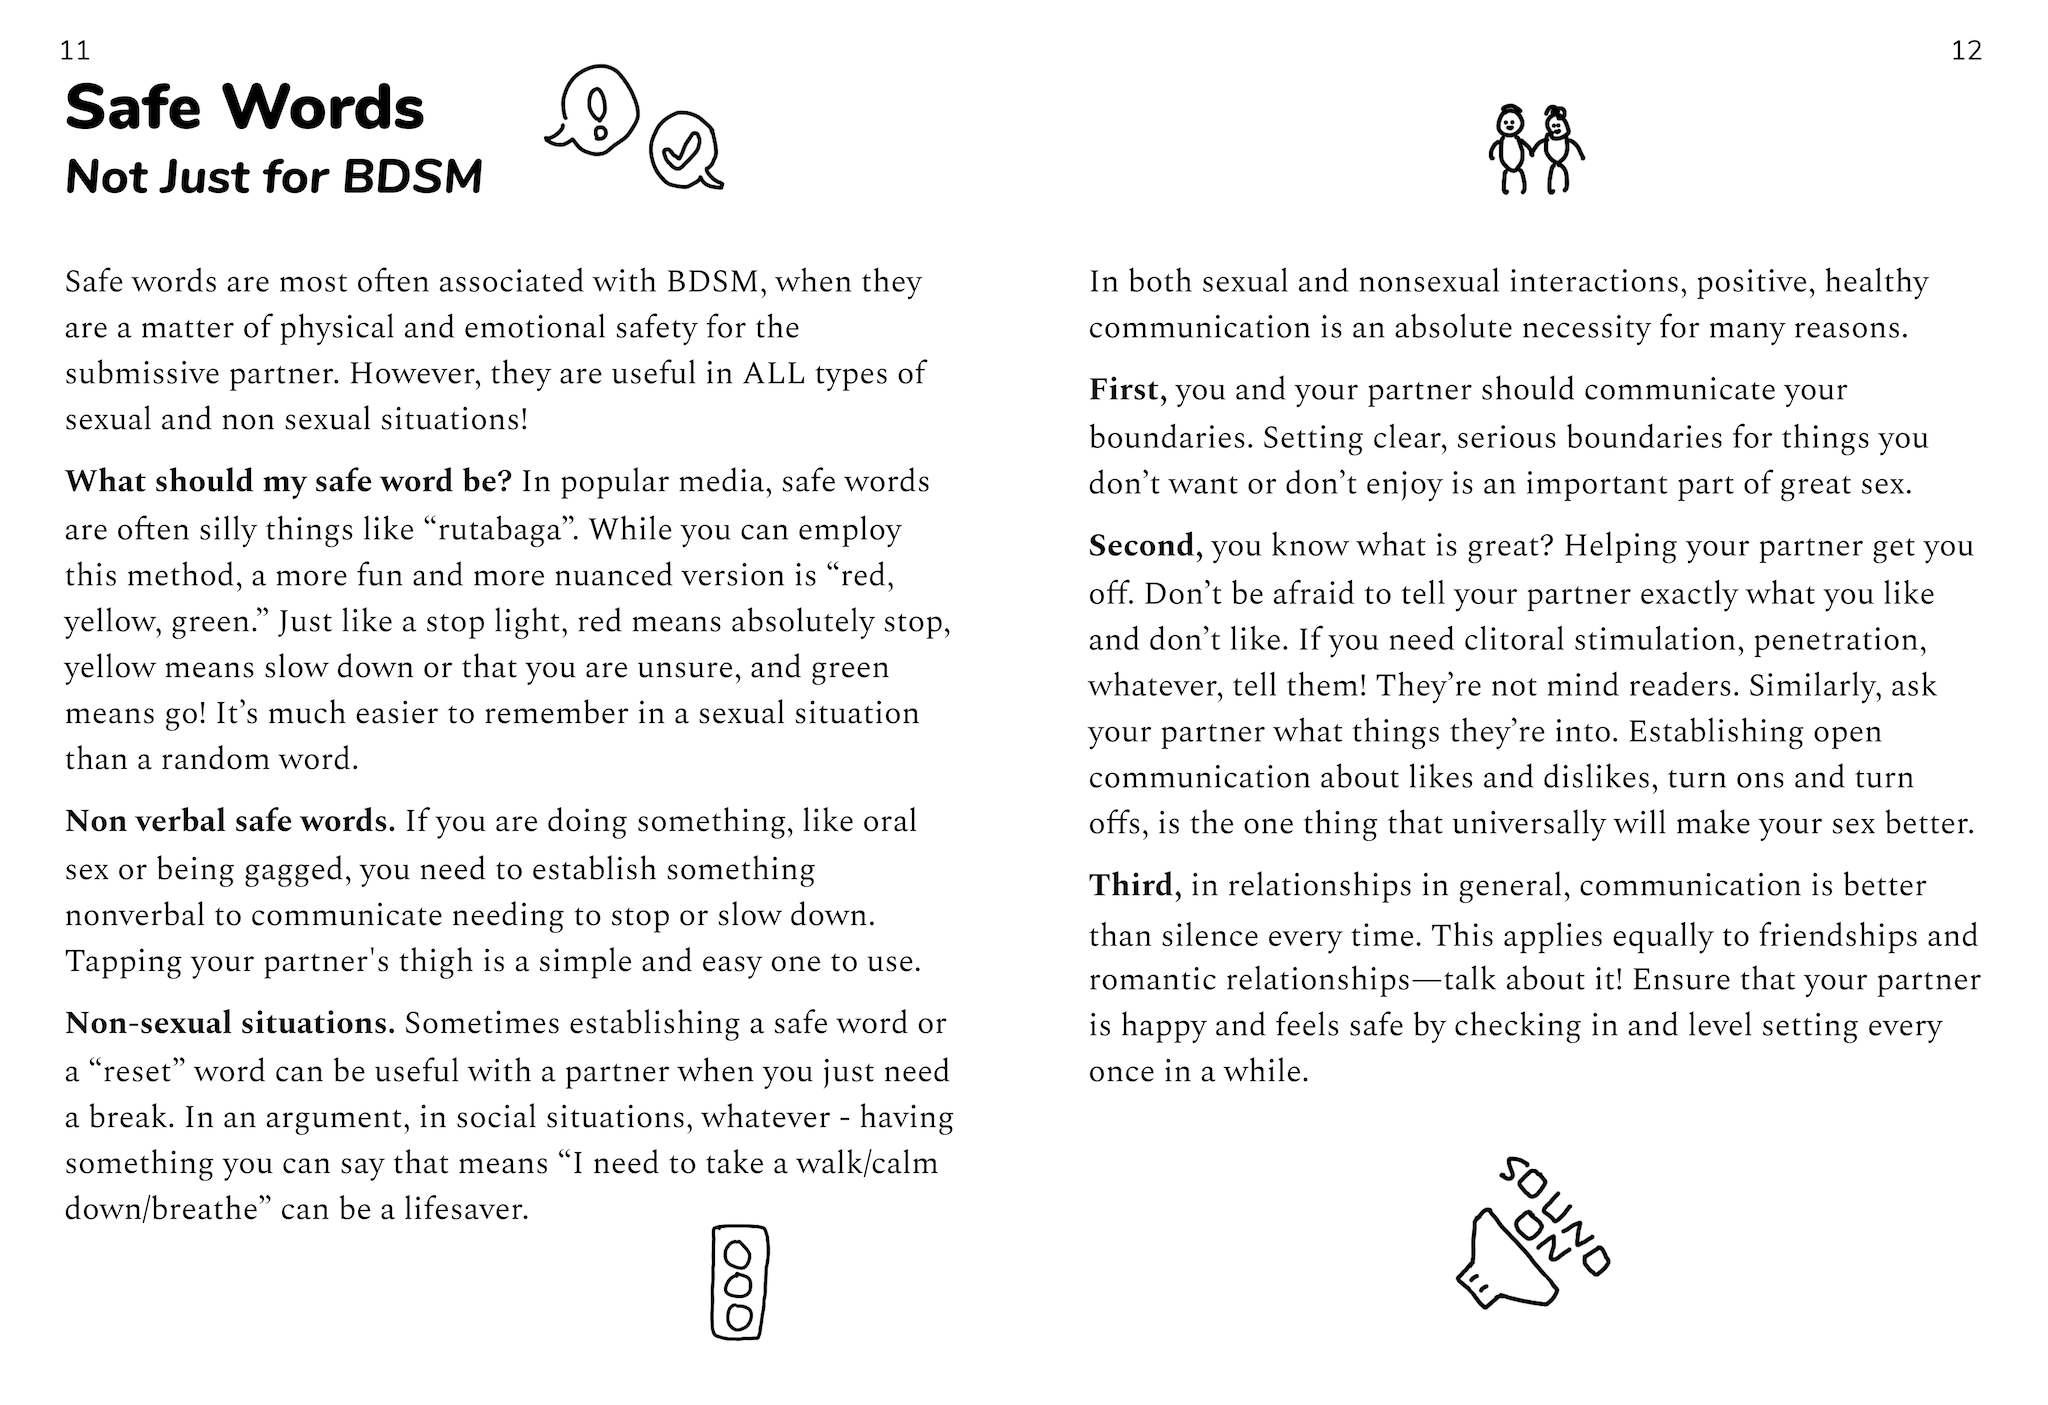 11
Safe Words
Not Just for BDSM
Safe words are most often associated with BDSM, when they
are a matter of physical and emotional safety for the
submissive partner. However, they are useful in ALL types of
sexual and non sexual situations!
What should my safe word be? In popular media, safe words
are often silly things like “rutabaga”. While you can employ
this method, a more fun and more nuanced version is “red,
yellow, green.” Just like a stop light, red means absolutely stop,
yellow means slow down or that you are unsure, and green
means go! It’s much easier to remember in a sexual situation
than a random word.
Non verbal safe words. If you are doing something, like oral
sex or being gagged, you need to establish something
nonverbal to communicate needing to stop or slow down.
Tapping your partner's thigh is a simple and easy one to use.
Non-sexual situations. Sometimes establishing a safe word or
a “reset” word can be useful with a partner when you just need
a break. In an argument, in social situations, whatever - having
something you can say that means “I need to take a walk/calm
down/breathe” can be a lifesaver.
12
In both sexual and nonsexual interactions, positive, healthy
communication is an absolute necessity for many reasons.
First, you and your partner should communicate your
boundaries. Setting clear, serious boundaries for things you
don’t want or don’t enjoy is an important part of great sex.
Second, you know what is great? Helping your partner get you
off. Don’t be afraid to tell your partner exactly what you like
and don’t like. If you need clitoral stimulation, penetration,
whatever, tell them! They’re not mind readers. Similarly, ask
your partner what things they’re into. Establishing open
communication about likes and dislikes, turn ons and turn
offs, is the one thing that universally will make your sex better.
Third, in relationships in general, communication is better
than silence every time. This applies equally to friendships and
romantic relationships—talk about it! Ensure that your partner
is happy and feels safe by checking in and level setting every
once in a while.
SOUND
ON